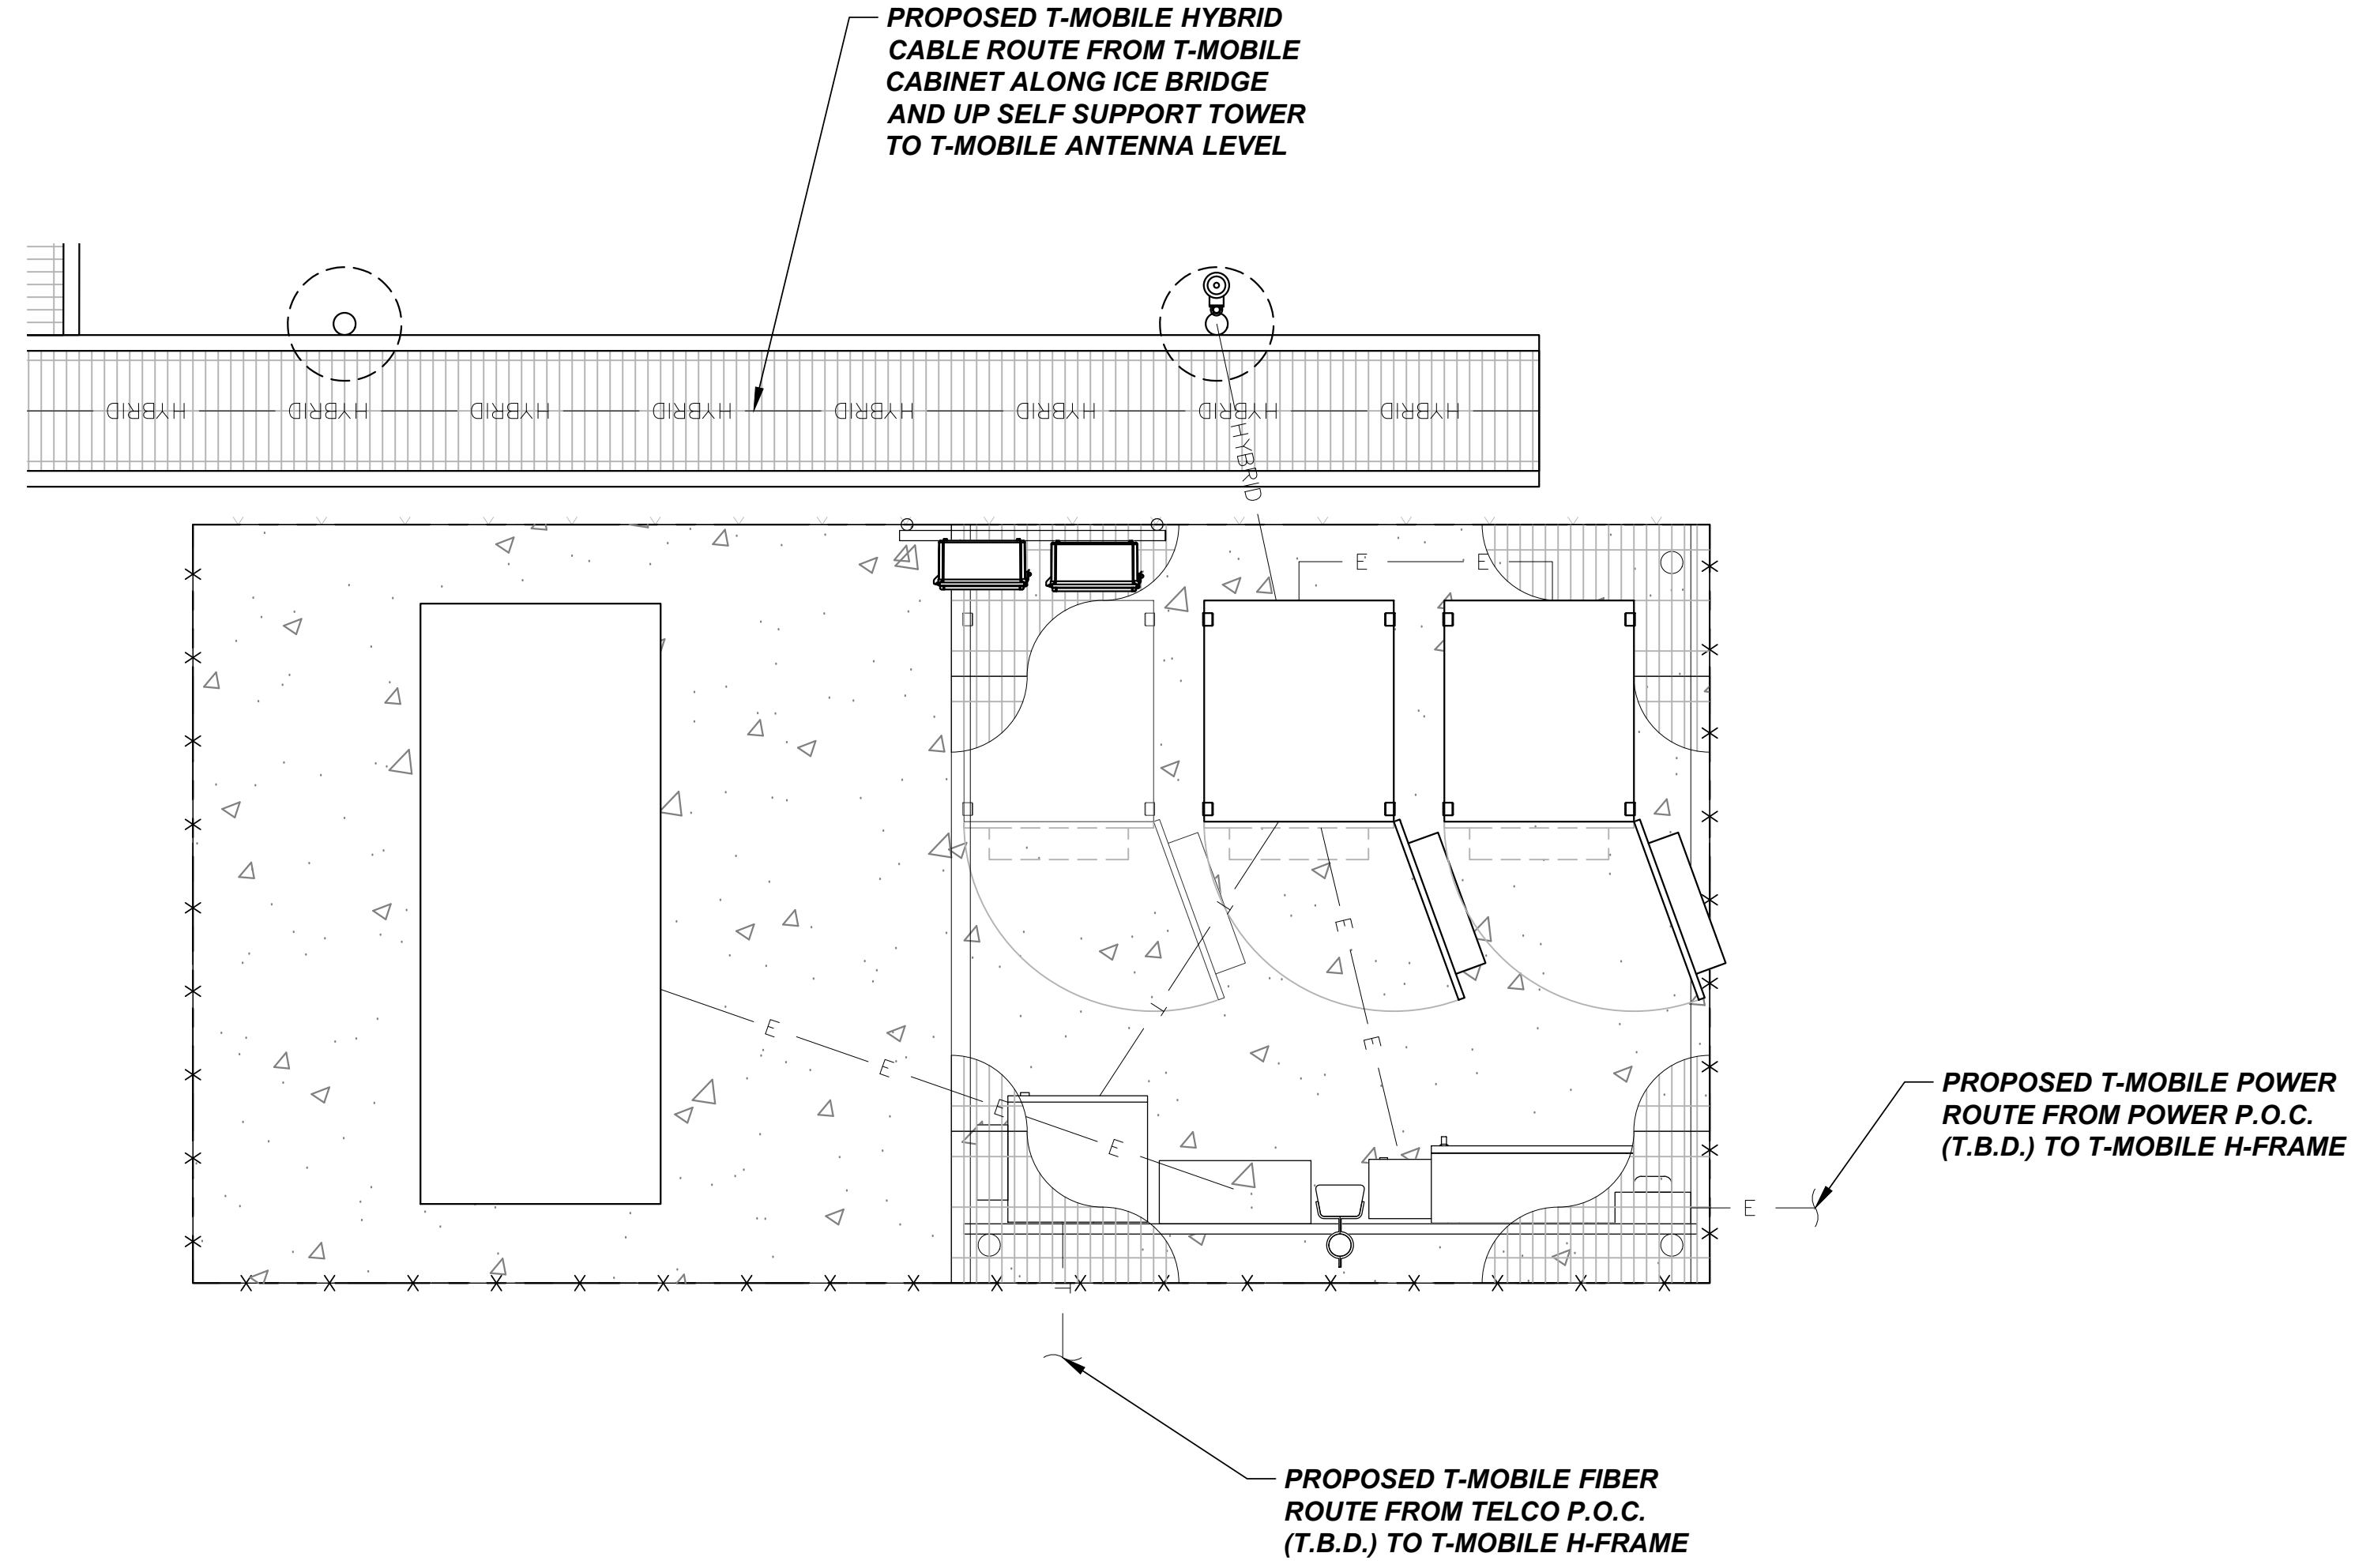 PROPOSED T-MOBILE HYBRID
CABLE ROUTE FROM T-MOBILE
CABINET ALONG ICE BRIDGE
AND UP SELF SUPPORT TOWER
TO T-MOBILE ANTENNA LEVEL
HYBRID HYBRID HYBRID HYBRID HYBRID HYBRID HYBRID HYBRID
HYBRID
E E
T
E
T
E
E
E
E
E
PROPOSED T-MOBILE POWER
ROUTE FROM POWER P.O.C.
(T.B.D.) TO T-MOBILE H-FRAME
E
T
PROPOSED T-MOBILE FIBER
ROUTE FROM TELCO P.O.C.
(T.B.D.) TO T-MOBILE H-FRAME